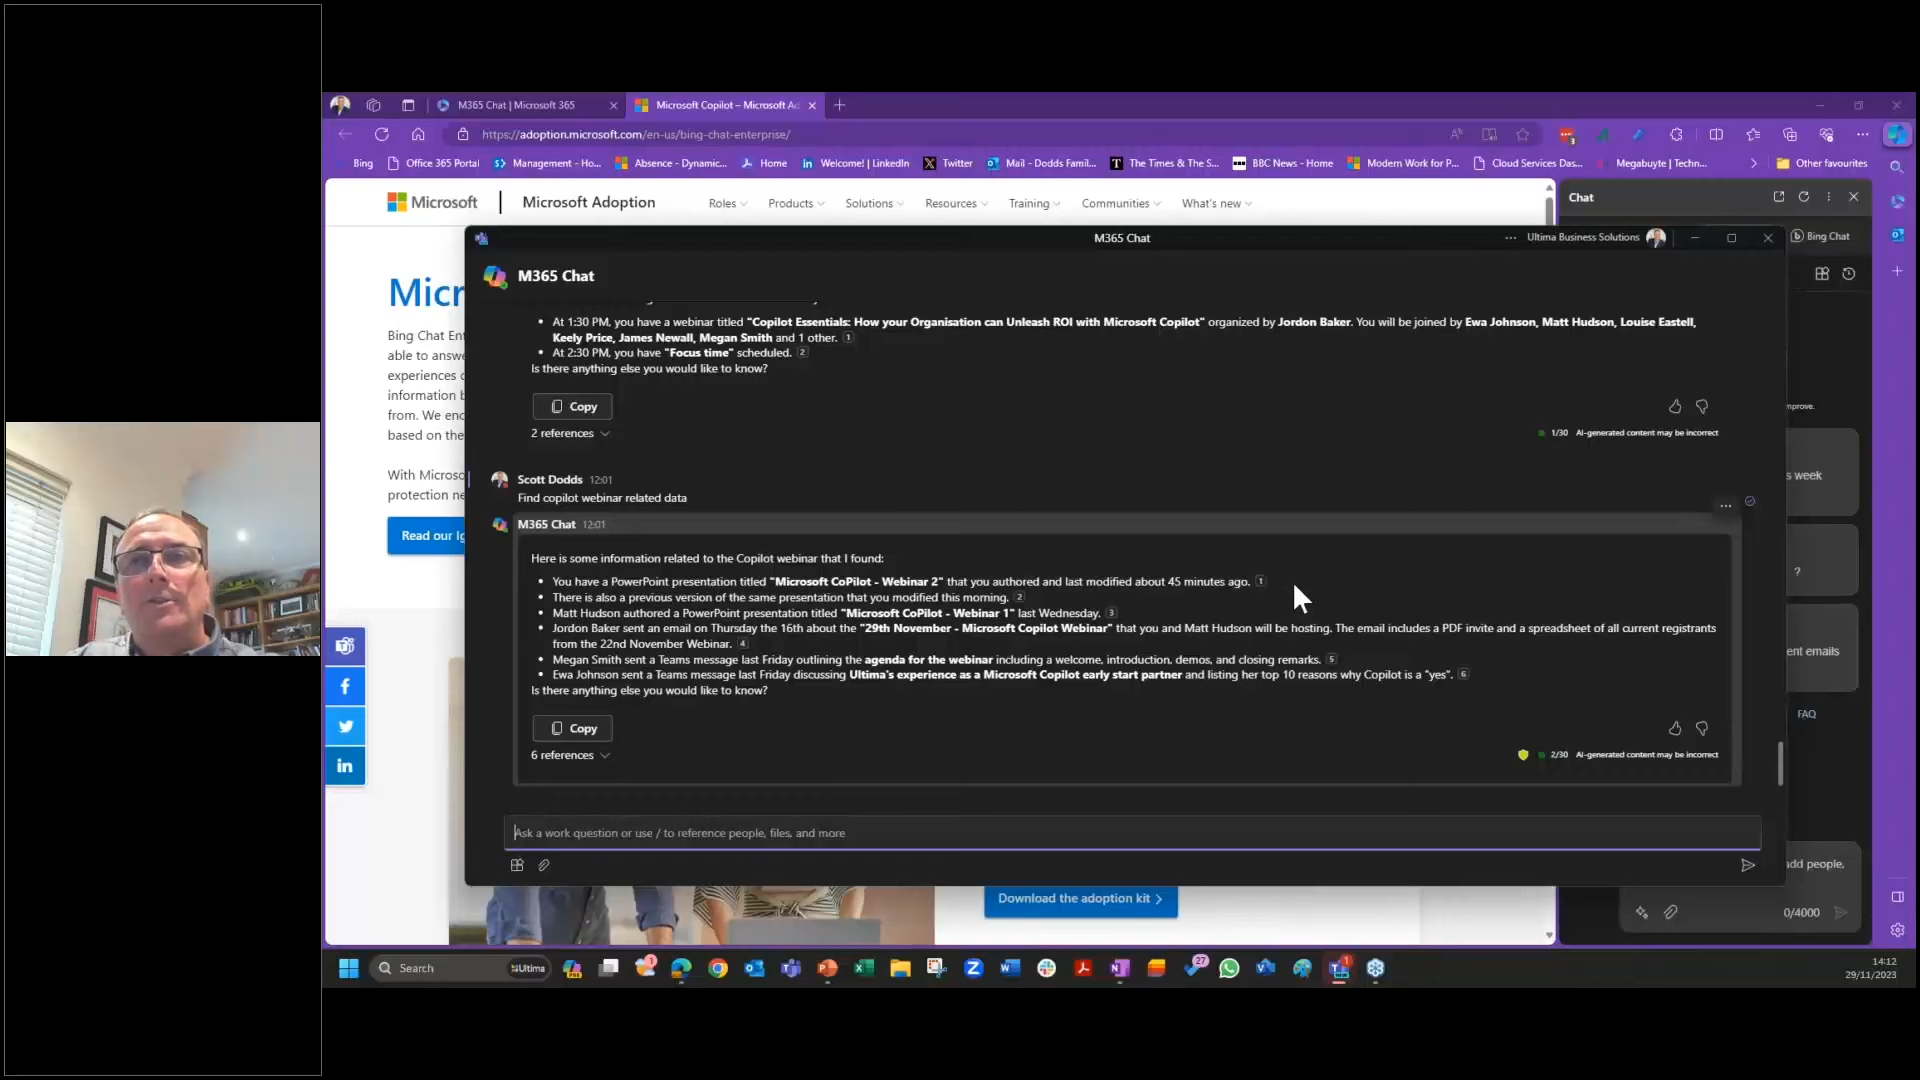 M365 Chat | Microsoft 365
Microsoft Copilot – Microsoft Ad
https://adoption.microsoft.com/en-us/bing-chat-enterprise/
Bing
Office 365 Portal
Management - Ho...
Absence - Dynamic...
Home
Welcome! | LinkedIn
Twitter
Mail - Dodds Famil...
The Times & The S...
BBC News - Home
Modern Work for P...
Cloud Services Das...
Megabuyte | Techn...
Other favourites
Microsoft
Microsoft Adoption
Roles
Products
Solutions
Resources
Training
Communities
What's new
Chat
Bing Chat
M365 Chat
Ultima Business Solutions
M365 Chat
Micr
Bing Chat Ent
able to answe
experiences c
information b
from. We enc
based on the
With Microso
protection ne
Read our
• At 1:30 PM, you have a webinar titled "Copilot Essentials: How your Organisation can Unleash ROI with Microsoft Copilot" organized by Jordon Baker. You will be joined by Ewa Johnson, Matt Hudson, Louise Eastell,
Keely Price, James Newall, Megan Smith and 1 other. 1
• At 2:30 PM, you have "Focus time" scheduled. 2
Is there anything else you would like to know?
Copy
2 references
1/30 AI-generated content may be incorrect
Scott Dodds 12:01
Find copilot webinar related data
M365 Chat 12:01
Here is some information related to the Copilot webinar that I found:
• You have a PowerPoint presentation titled "Microsoft CoPilot - Webinar 2" that you authored and last modified about 45 minutes ago. 1
• There is also a previous version of the same presentation that you modified this morning. 2
• Matt Hudson authored a PowerPoint presentation titled "Microsoft CoPilot - Webinar 1" last Wednesday. 3
• Jordon Baker sent an email on Thursday the 16th about the "29th November - Microsoft Copilot Webinar" that you and Matt Hudson will be hosting. The email includes a PDF invite and a spreadsheet of all current registrants
from the 22nd November Webinar. 4
• Megan Smith sent a Teams message last Friday outlining the agenda for the webinar including a welcome, introduction, demos, and closing remarks. 5
• Ewa Johnson sent a Teams message last Friday discussing Ultima's experience as a Microsoft Copilot early start partner and listing her top 10 reasons why Copilot is a "yes". 6
Is there anything else you would like to know?
Copy
6 references
2/30 AI-generated content may be incorrect
Ask a work question or use / to reference people, files, and more
mprove.
s week
?
ent emails
FAQ
add people,
0/4000
Download the adoption kit
Search
Ultima
27
1
14:12
29/11/2023